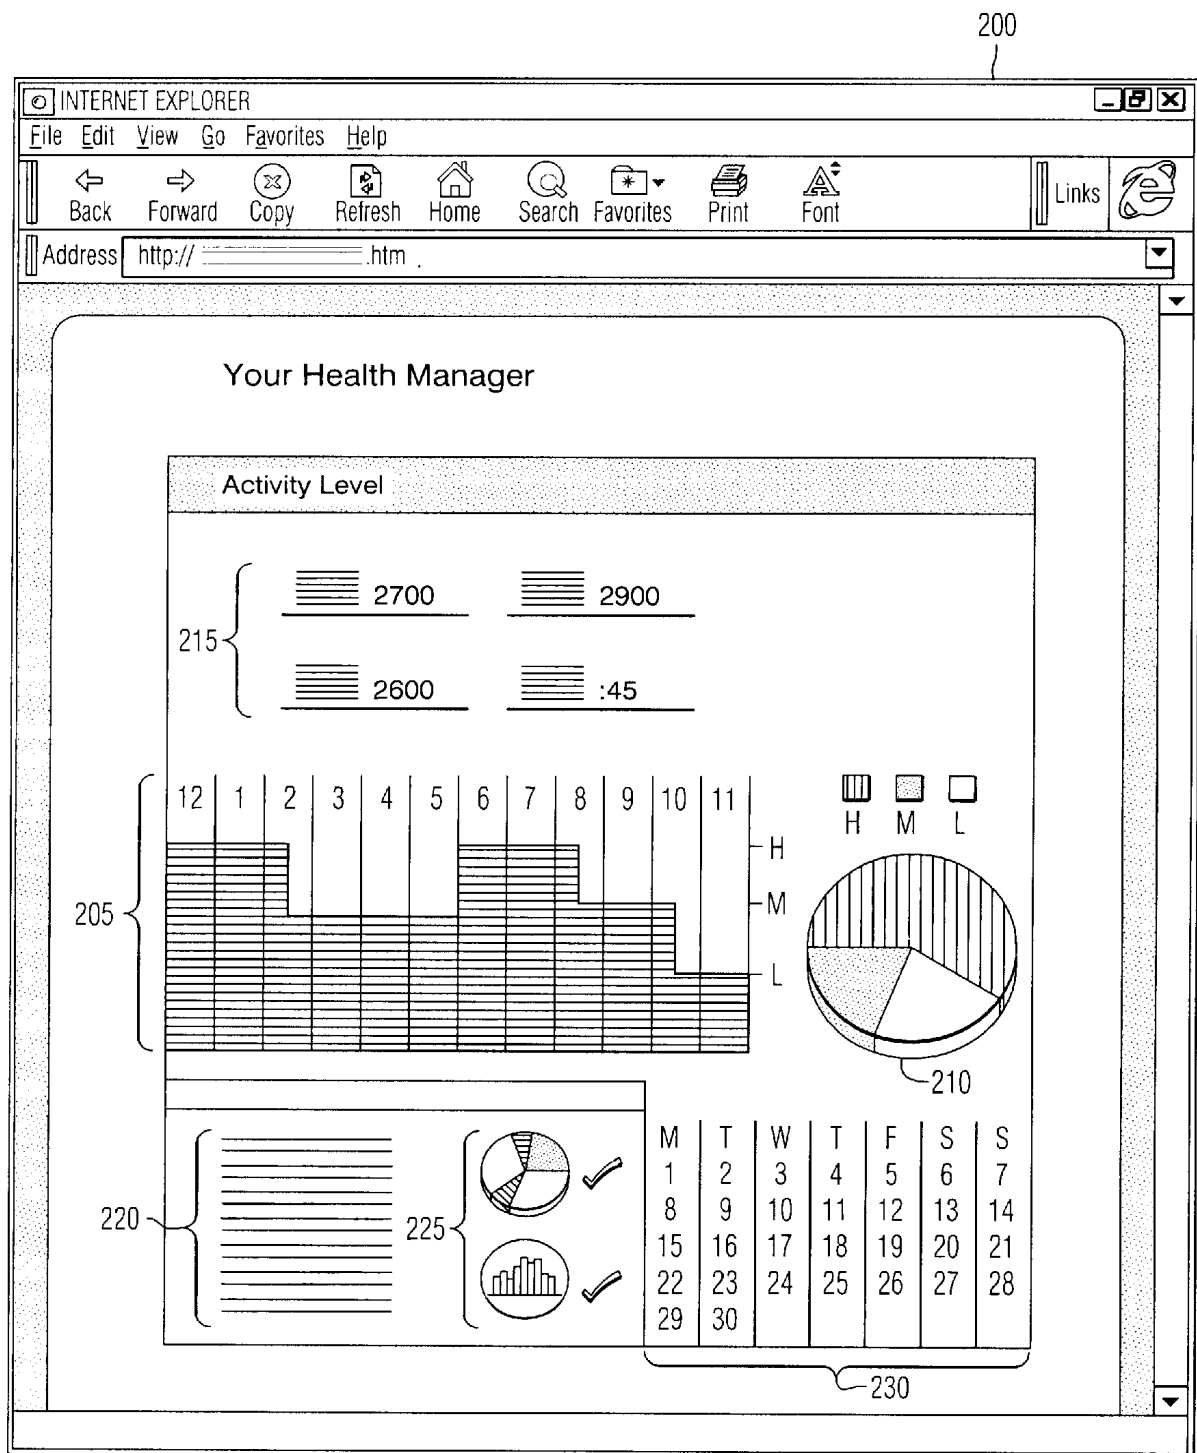 200
INTERNET EXPLORER
File Edit View Go Favorites Help
Back Forward Copy Refresh Home Search Favorites Print Font Links
Address http:// .htm .
Your Health Manager
Activity Level
2700 2900
215
2600 :45
12 1 2 3 4 5 6 7 8 9 10 11
H M L
H
M
205
L
210
M T W T F S S
1 2 3 4 5 6 7
8 9 10 11 12 13 14
220 225
15 16 17 18 19 20 21
22 23 24 25 26 27 28
29 30
230